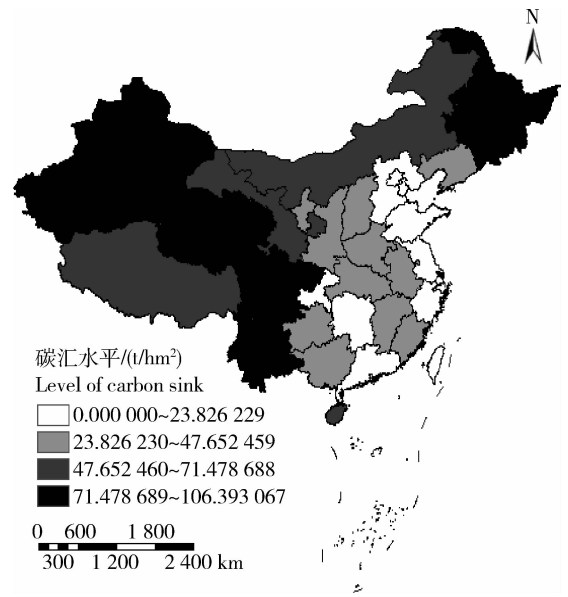 N
碳汇水平/(t/hm²)
Level of carbon sink
0.000 000~23.826 229
23.826 230~47.652 459
47.652 460~71.478 688
71.478 689~106.393 067
0 600 1 800
300 1 200 2 400 km